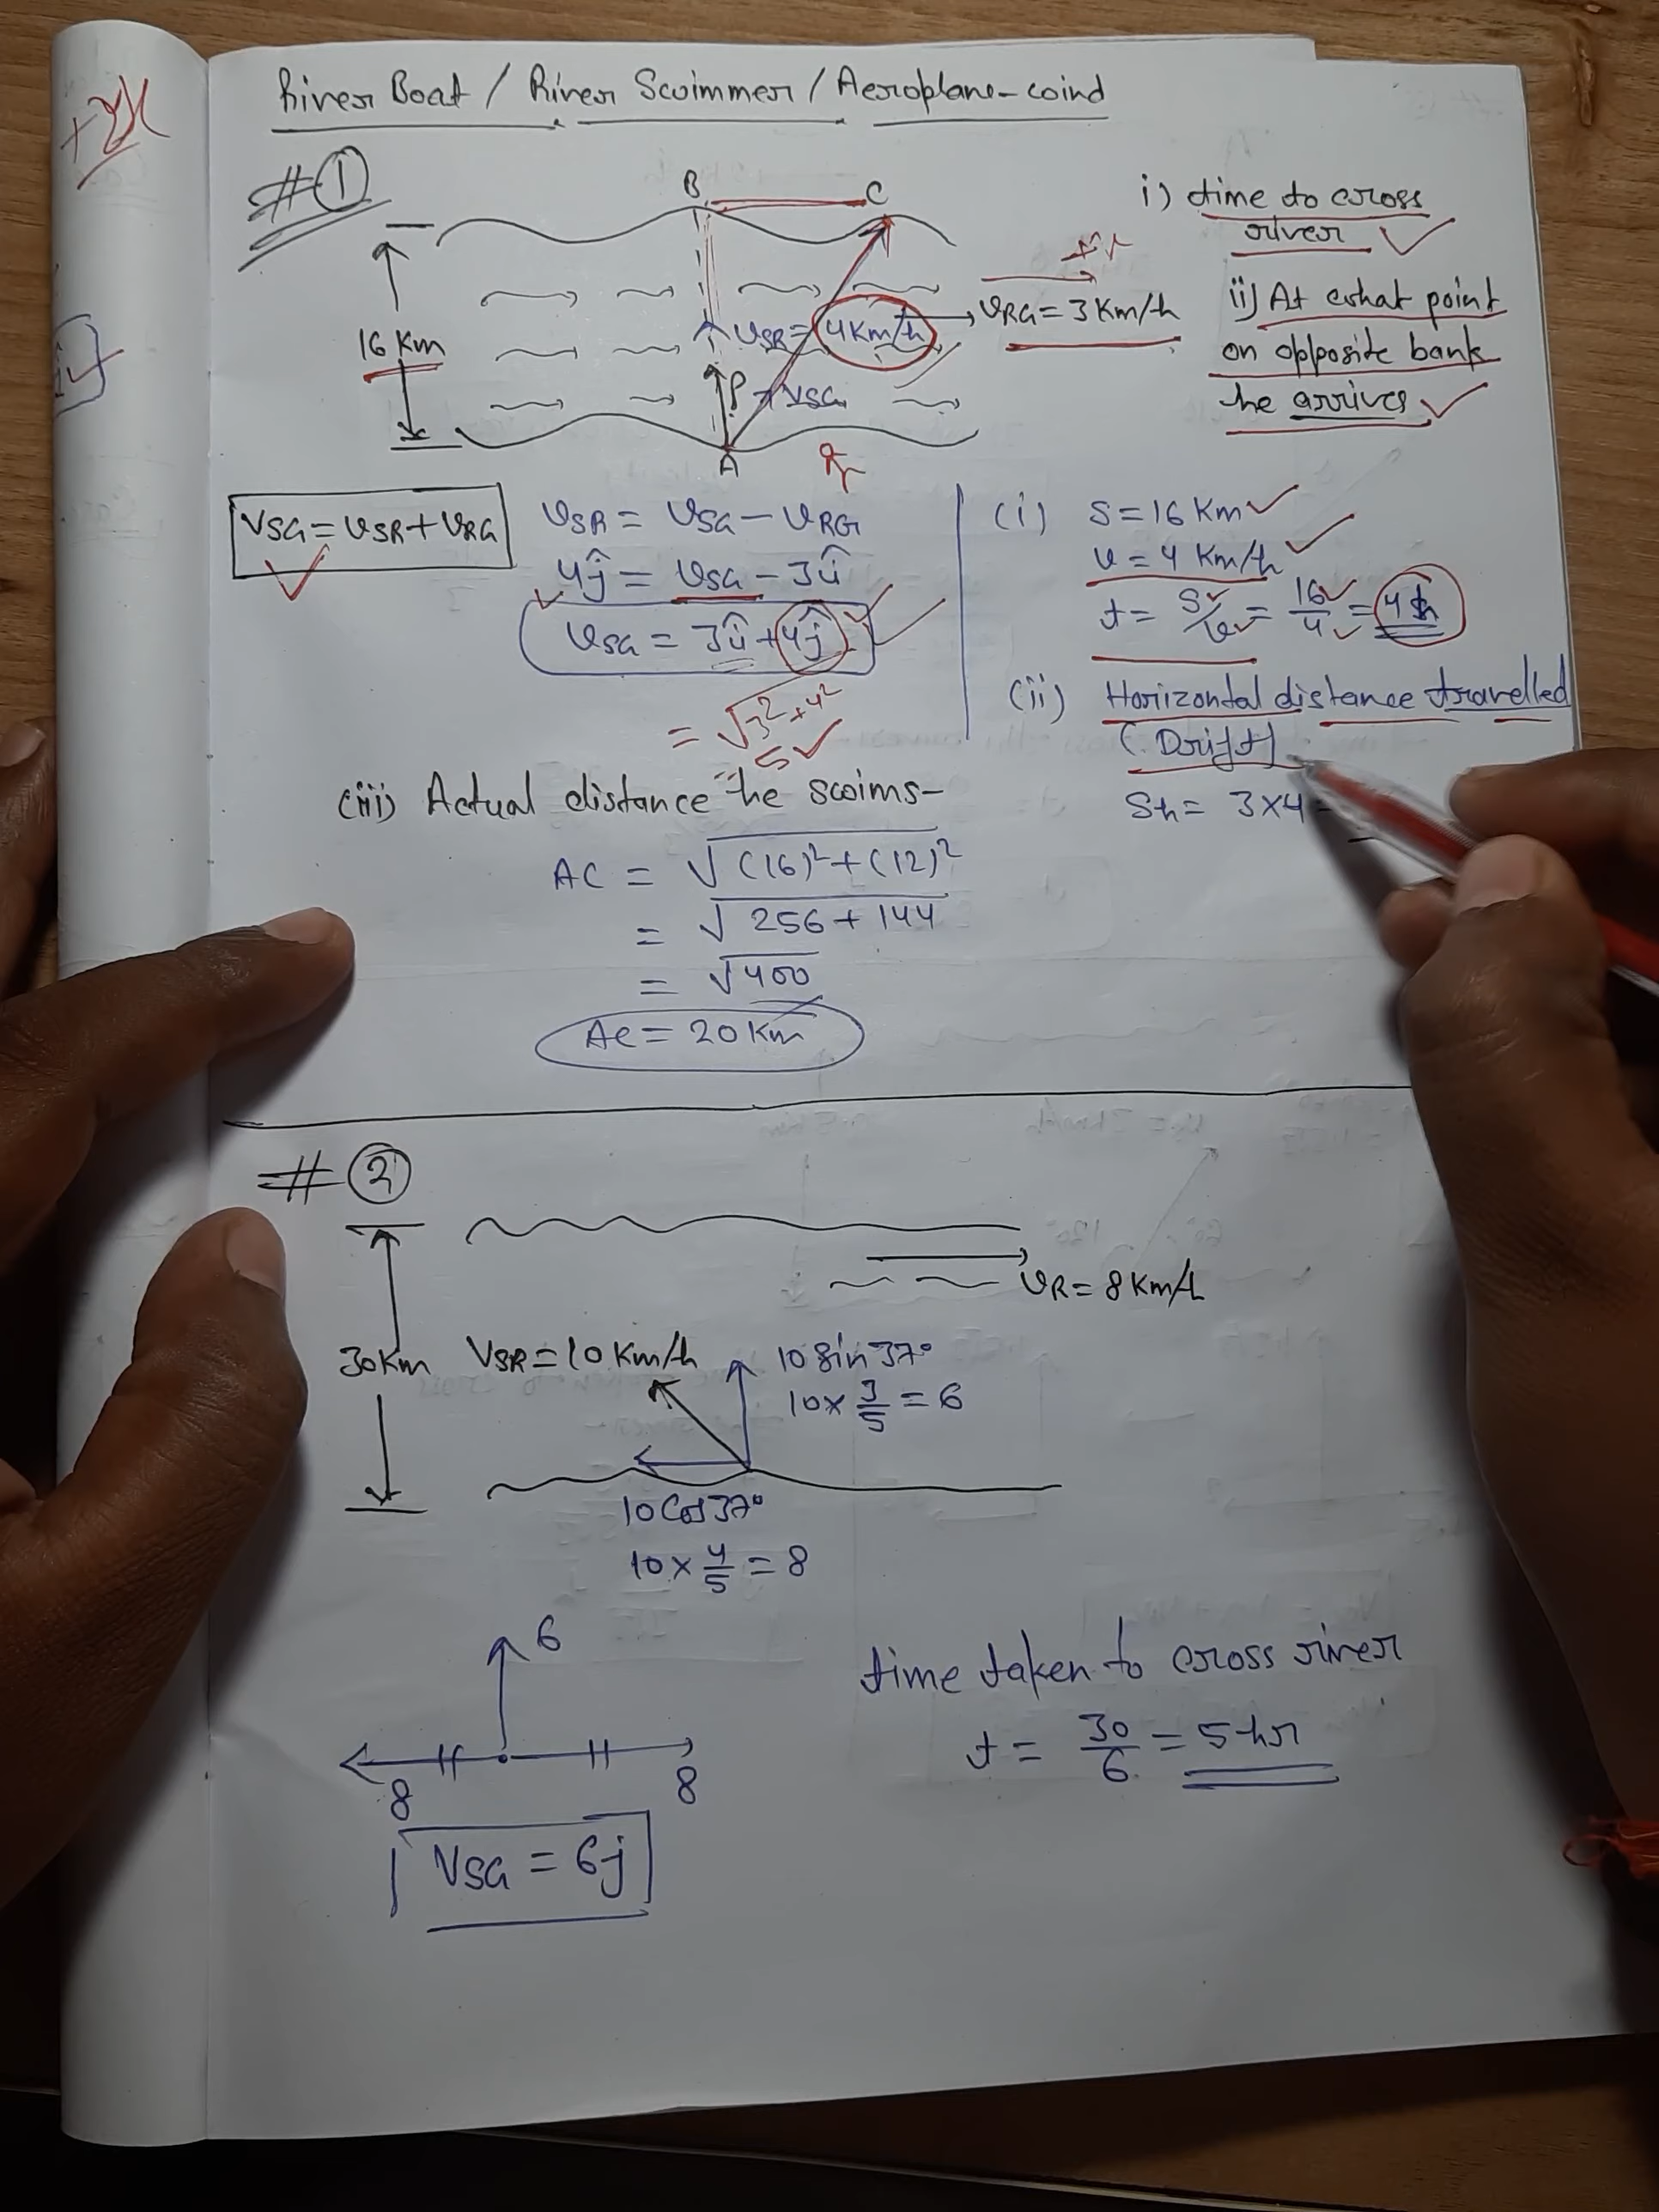 River Boat / River Swimmer / Aeroplane-wind
+x
# 1
B C
i) time to cross
river
ii) At what point
on opposite bank
he arrives
16 Km
VSR = 4 Km/h
VRG = 3 Km/h
VSG
A
VSG = VSR + VRG
VSR = VSG - VRG
4ĵ = VSG - 3î
VSG = 3î + 4ĵ
= √3² + 4²
5
(i) S = 16 Km
v = 4 Km/h
t = S/v = 16/4 = 4h
(ii) Horizontal distance travelled
(Drift)
Sh = 3×4
(iii) Actual distance he swims-
AC = √(16)² + (12)²
= √256 + 144
= √400
AC = 20 Km
# 2
VR = 8 Km/h
30 Km
VSR = 10 Km/h
10 Sin 37°
10 × 3/5 = 6
10 Cos 37°
10 × 4/5 = 8
6
8 8
VSG = 6j
time taken to cross river
t = 30/6 = 5 hr